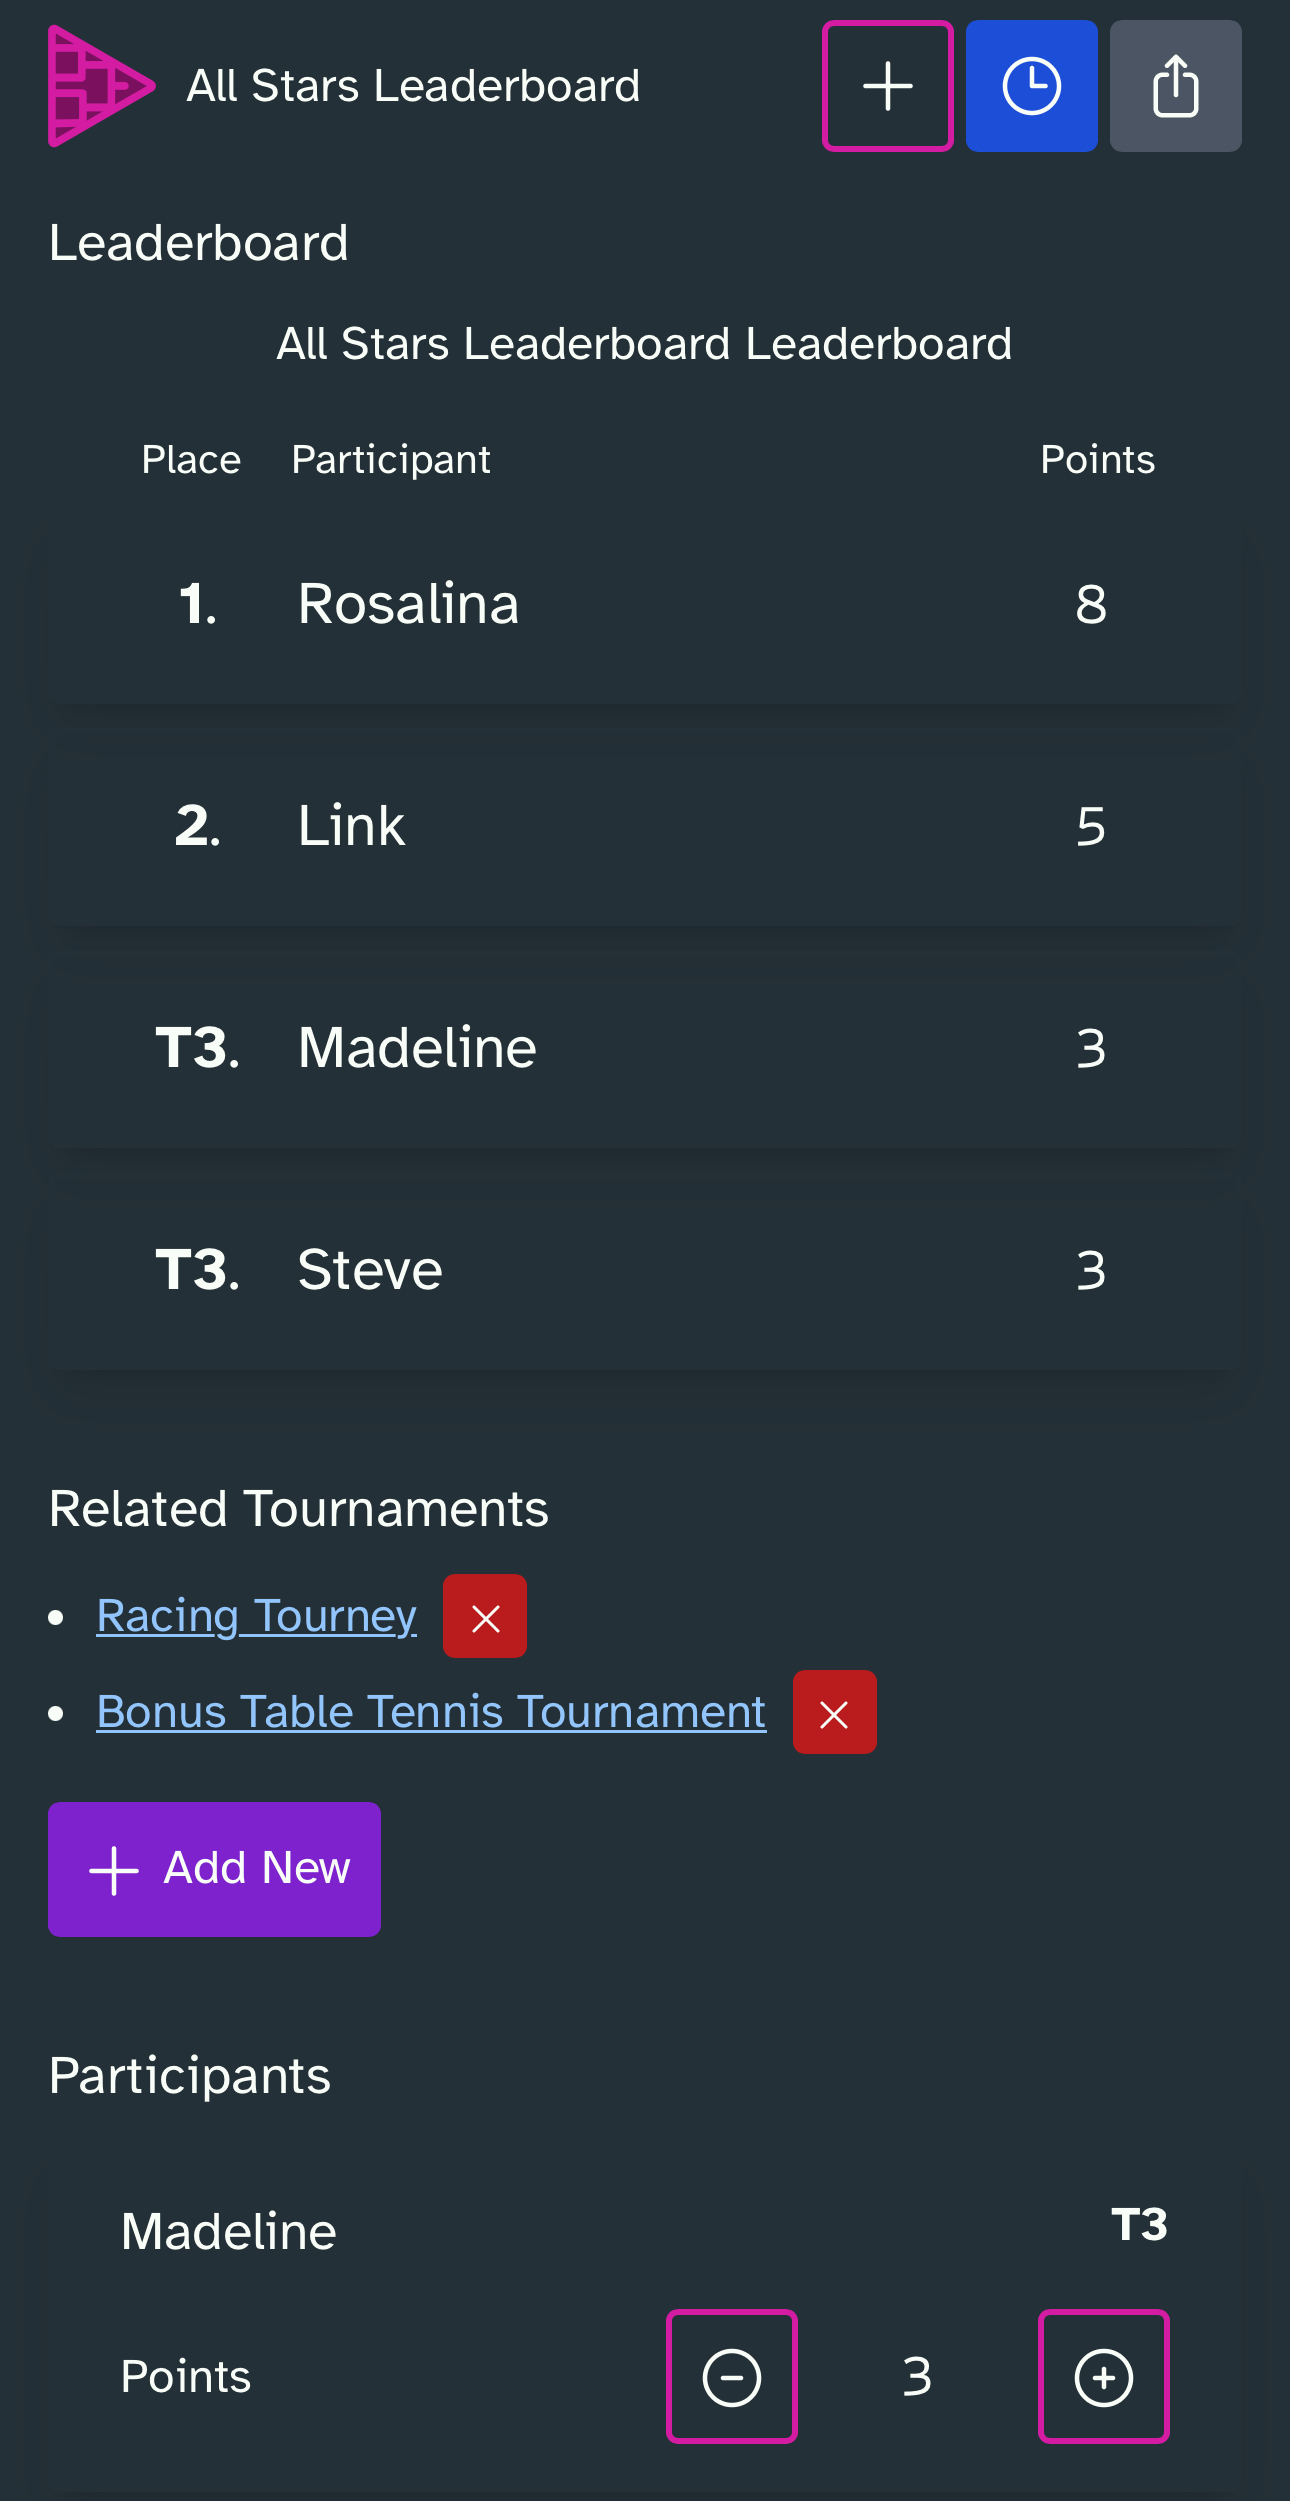 All Stars Leaderboard
Leaderboard
All Stars Leaderboard Leaderboard
Place Participant Points
1. Rosalina 8
2. Link 5
T3. Madeline 3
T3. Steve 3
Related Tournaments
Racing Tourney
Bonus Table Tennis Tournament
Add New
Participants
Madeline T3
Points 3